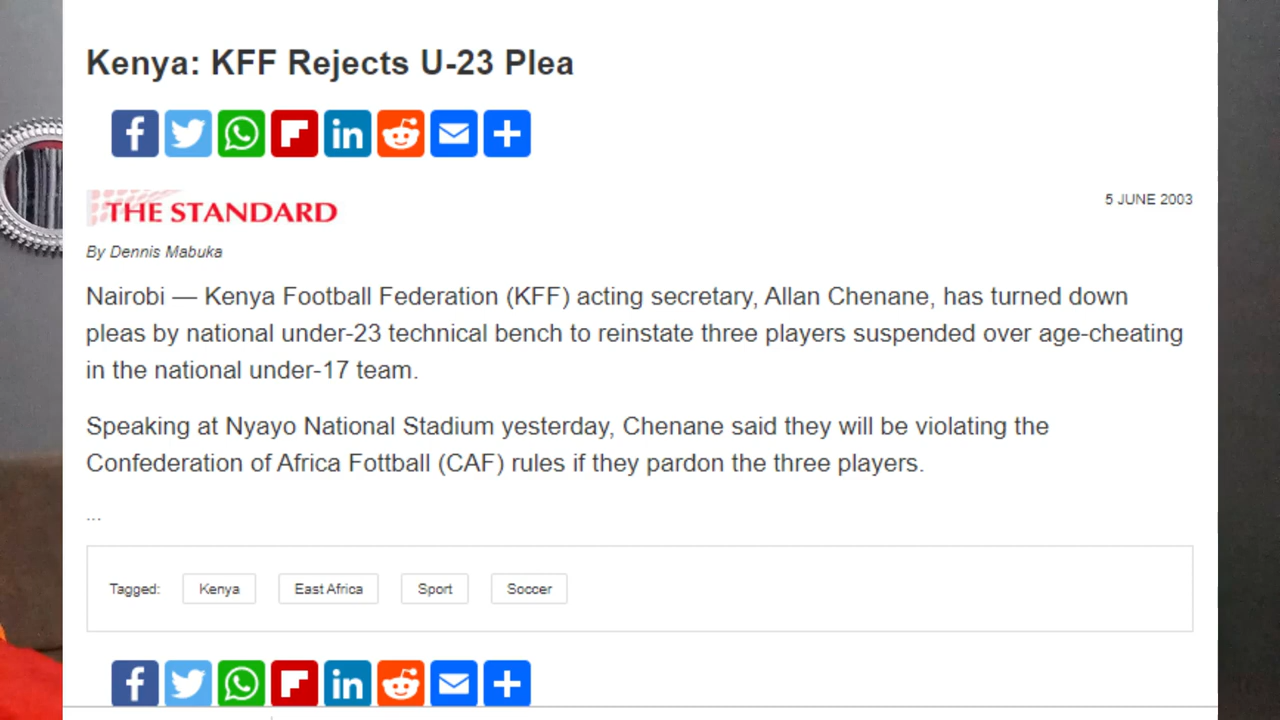 Kenya: KFF Rejects U-23 Plea
THE STANDARD
5 JUNE 2003
By Dennis Mabuka
Nairobi — Kenya Football Federation (KFF) acting secretary, Allan Chenane, has turned down
pleas by national under-23 technical bench to reinstate three players suspended over age-cheating
in the national under-17 team.
Speaking at Nyayo National Stadium yesterday, Chenane said they will be violating the
Confederation of Africa Fottball (CAF) rules if they pardon the three players.
...
Tagged: Kenya East Africa Sport Soccer